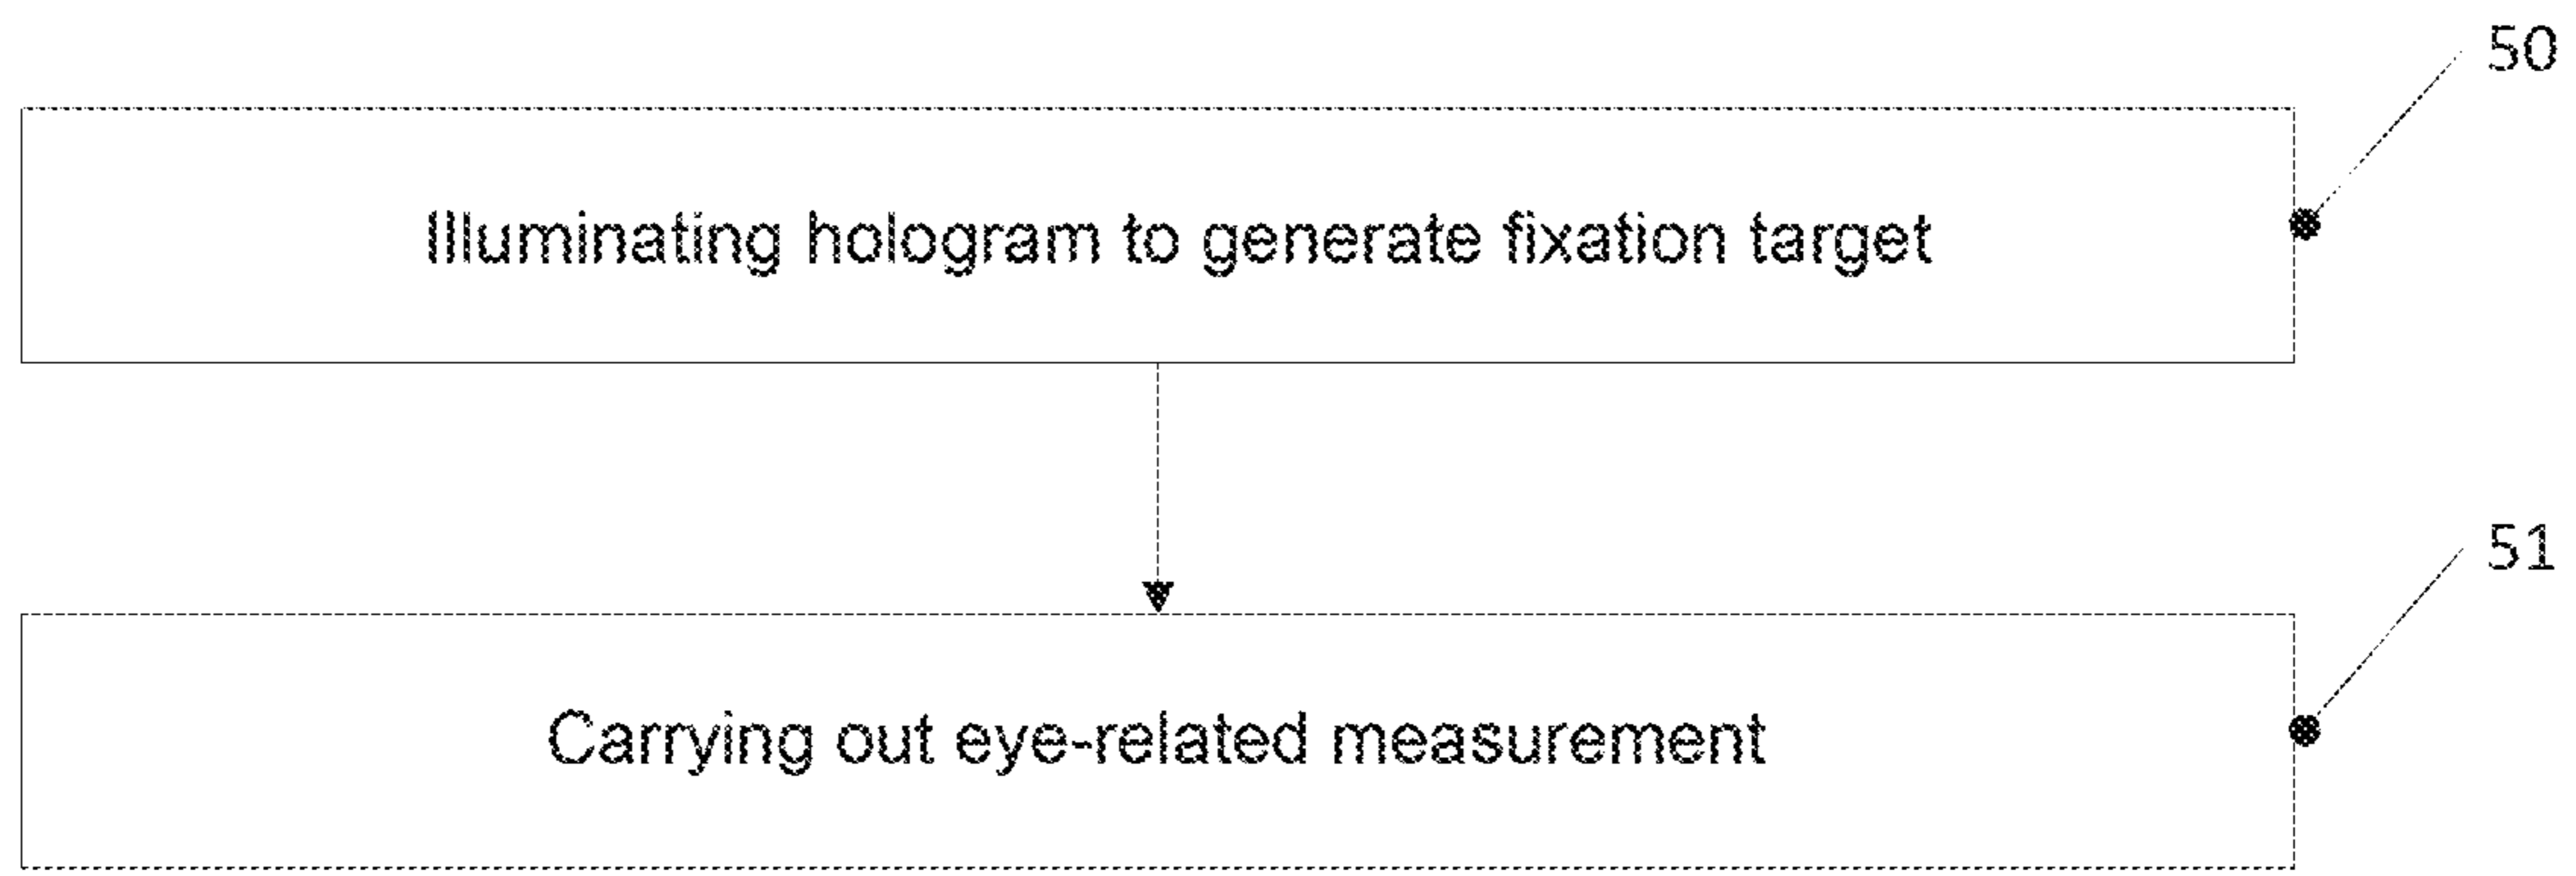 50
Illuminating hologram to generate fixation target
51
Carrying out eye-related measurement